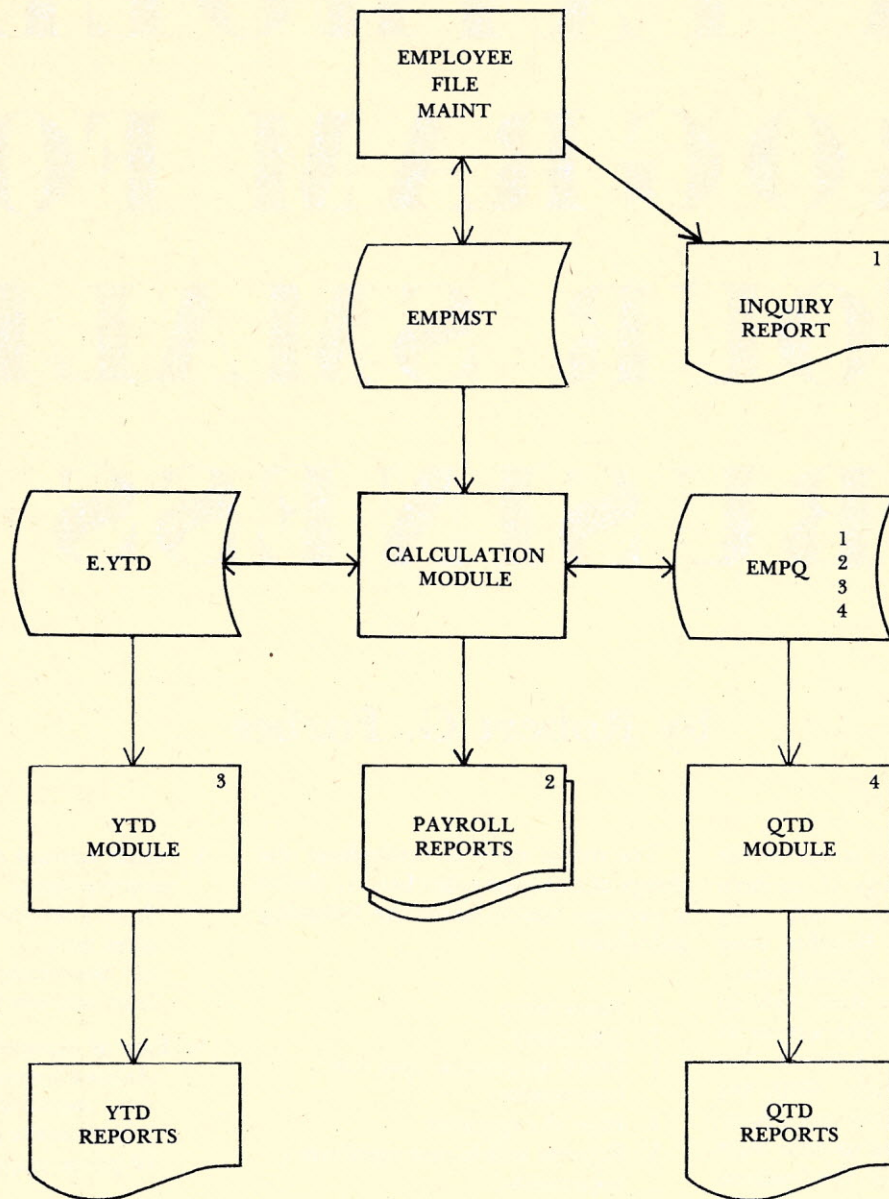 EMPLOYEE
FILE
MAINT
EMPMST
1
INQUIRY
REPORT
E.YTD
CALCULATION
MODULE
EMPQ
1
2
3
4
3
YTD
MODULE
2
PAYROLL
REPORTS
4
QTD
MODULE
YTD
REPORTS
QTD
REPORTS